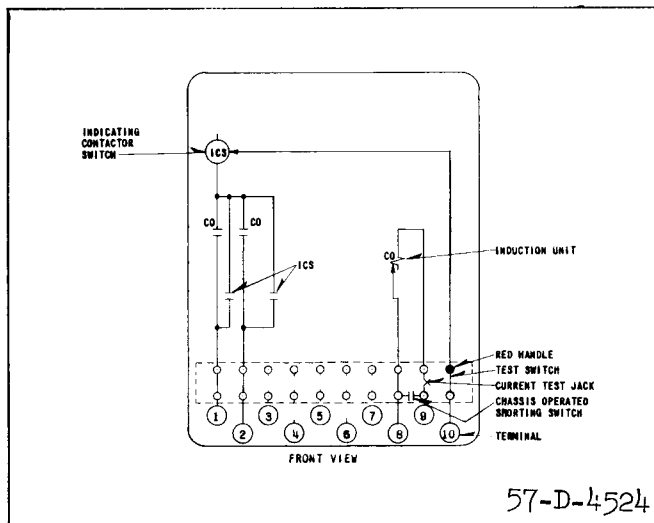 INDICATING
CONTACTOR
SWITCH
ICS
CO
CO
ICS
CO
INDUCTION UNIT
RED HANDLE
TEST SWITCH
CURRENT TEST JACK
CHASSIS OPERATED
SHORTING SWITCH
TERMINAL
1
3
5
7
9
2
4
6
8
10
FRONT VIEW
57-D-4524